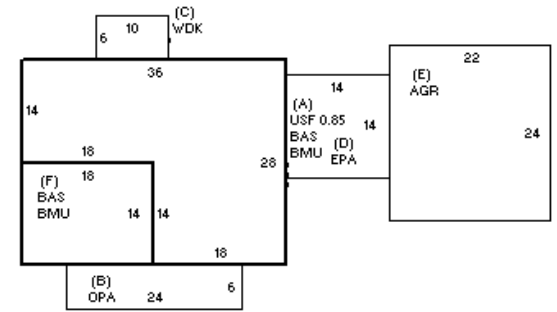 (C)
WDK
10
6
36
14
22
(E)
AGR
14
(A)
USF 0.85
BAS
BMU
14
(D)
EPA
24
28
18
18
(F)
BAS
BMU
14
14
18
(B)
OPA
24
6